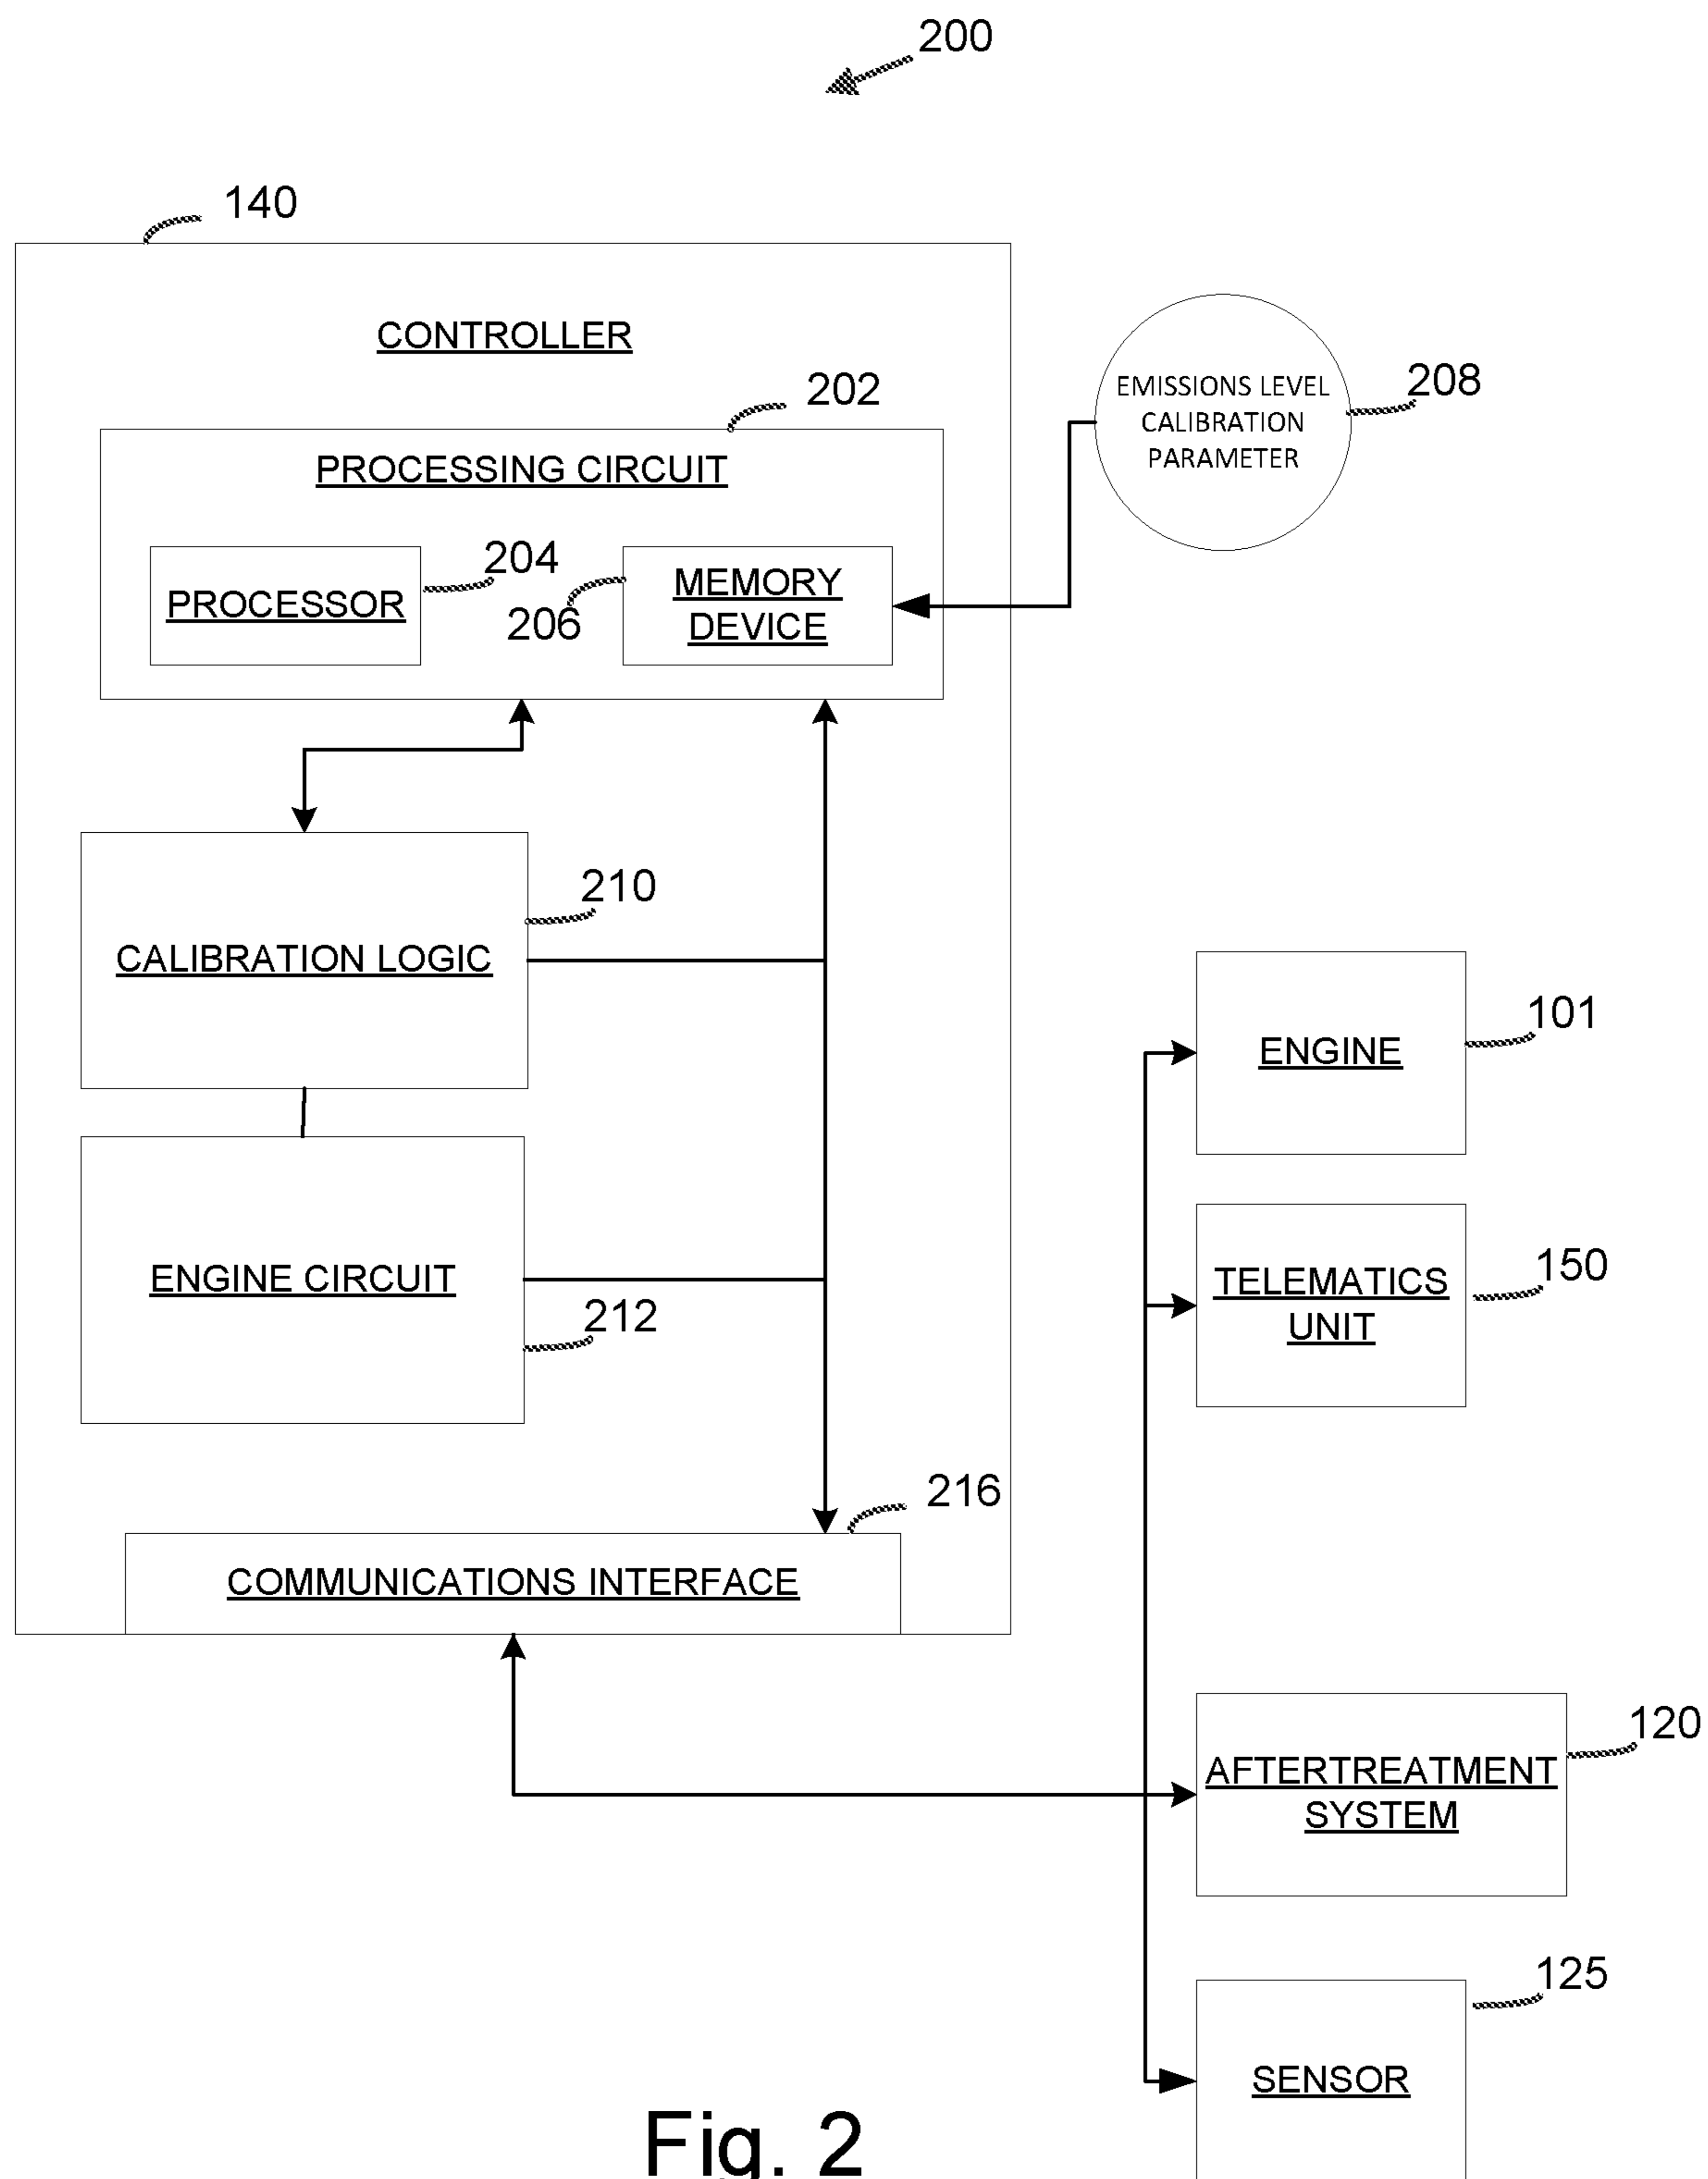 200
140
CONTROLLER
202
PROCESSING CIRCUIT
EMISSIONS LEVEL
CALIBRATION
PARAMETER
208
PROCESSOR
204
206
MEMORY
DEVICE
210
CALIBRATION LOGIC
ENGINE
101
ENGINE CIRCUIT
212
TELEMATICS
UNIT
150
216
COMMUNICATIONS INTERFACE
120
AFTERTREATMENT
SYSTEM
125
SENSOR
Fig. 2